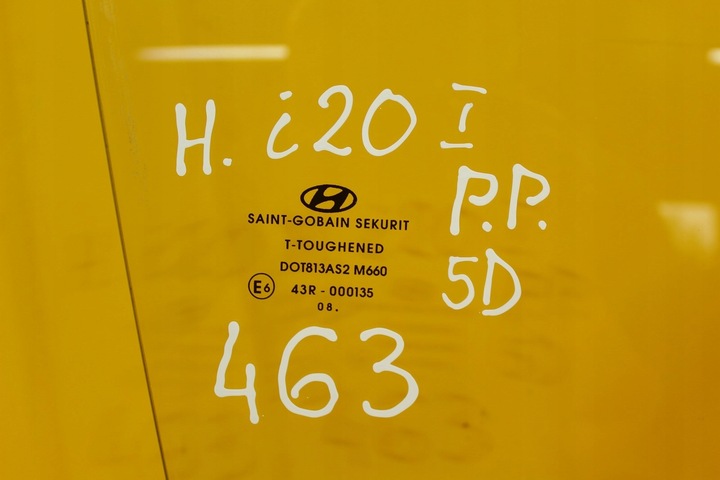 H. i20 I
P.P.
SAINT-GOBAIN SEKURIT
T-TOUGHENED
5D
DOT813AS2 M660
E6 43R - 000135
08.
463